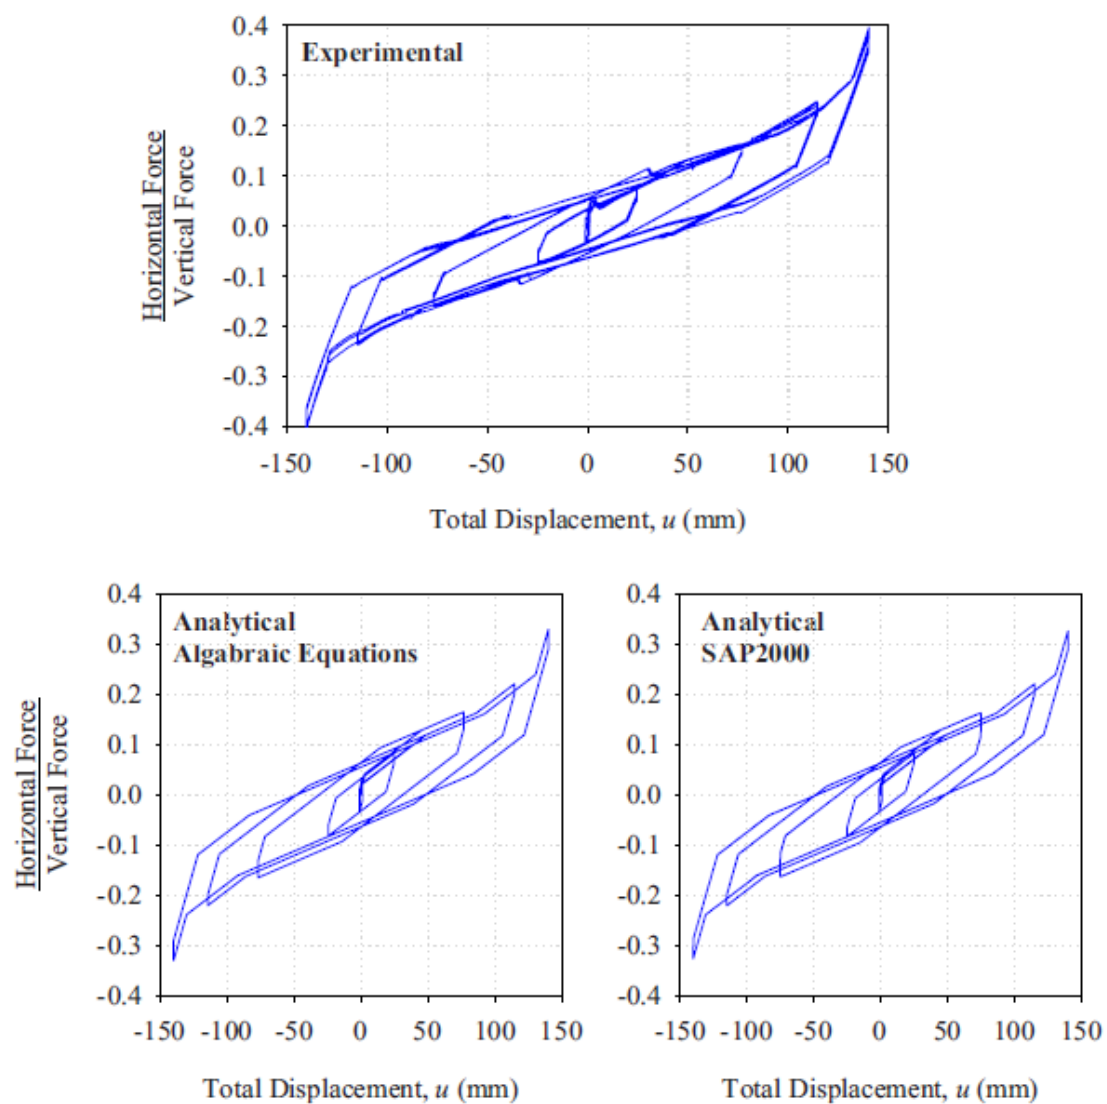 0.4
Experimental
0.3
0.2
0.1
0.0
-0.1
-0.2
-0.3
-0.4
Horizontal Force
Vertical Force
-150 -100 -50 0 50 100 150
Total Displacement, u (mm)
0.4
Analytical
Algabraic Equations
0.3
0.2
0.1
0.0
-0.1
-0.2
-0.3
-0.4
Horizontal Force
Vertical Force
-150 -100 -50 0 50 100 150
Total Displacement, u (mm)
0.4
Analytical
SAP2000
0.3
0.2
0.1
0.0
-0.1
-0.2
-0.3
-0.4
-150 -100 -50 0 50 100 150
Total Displacement, u (mm)